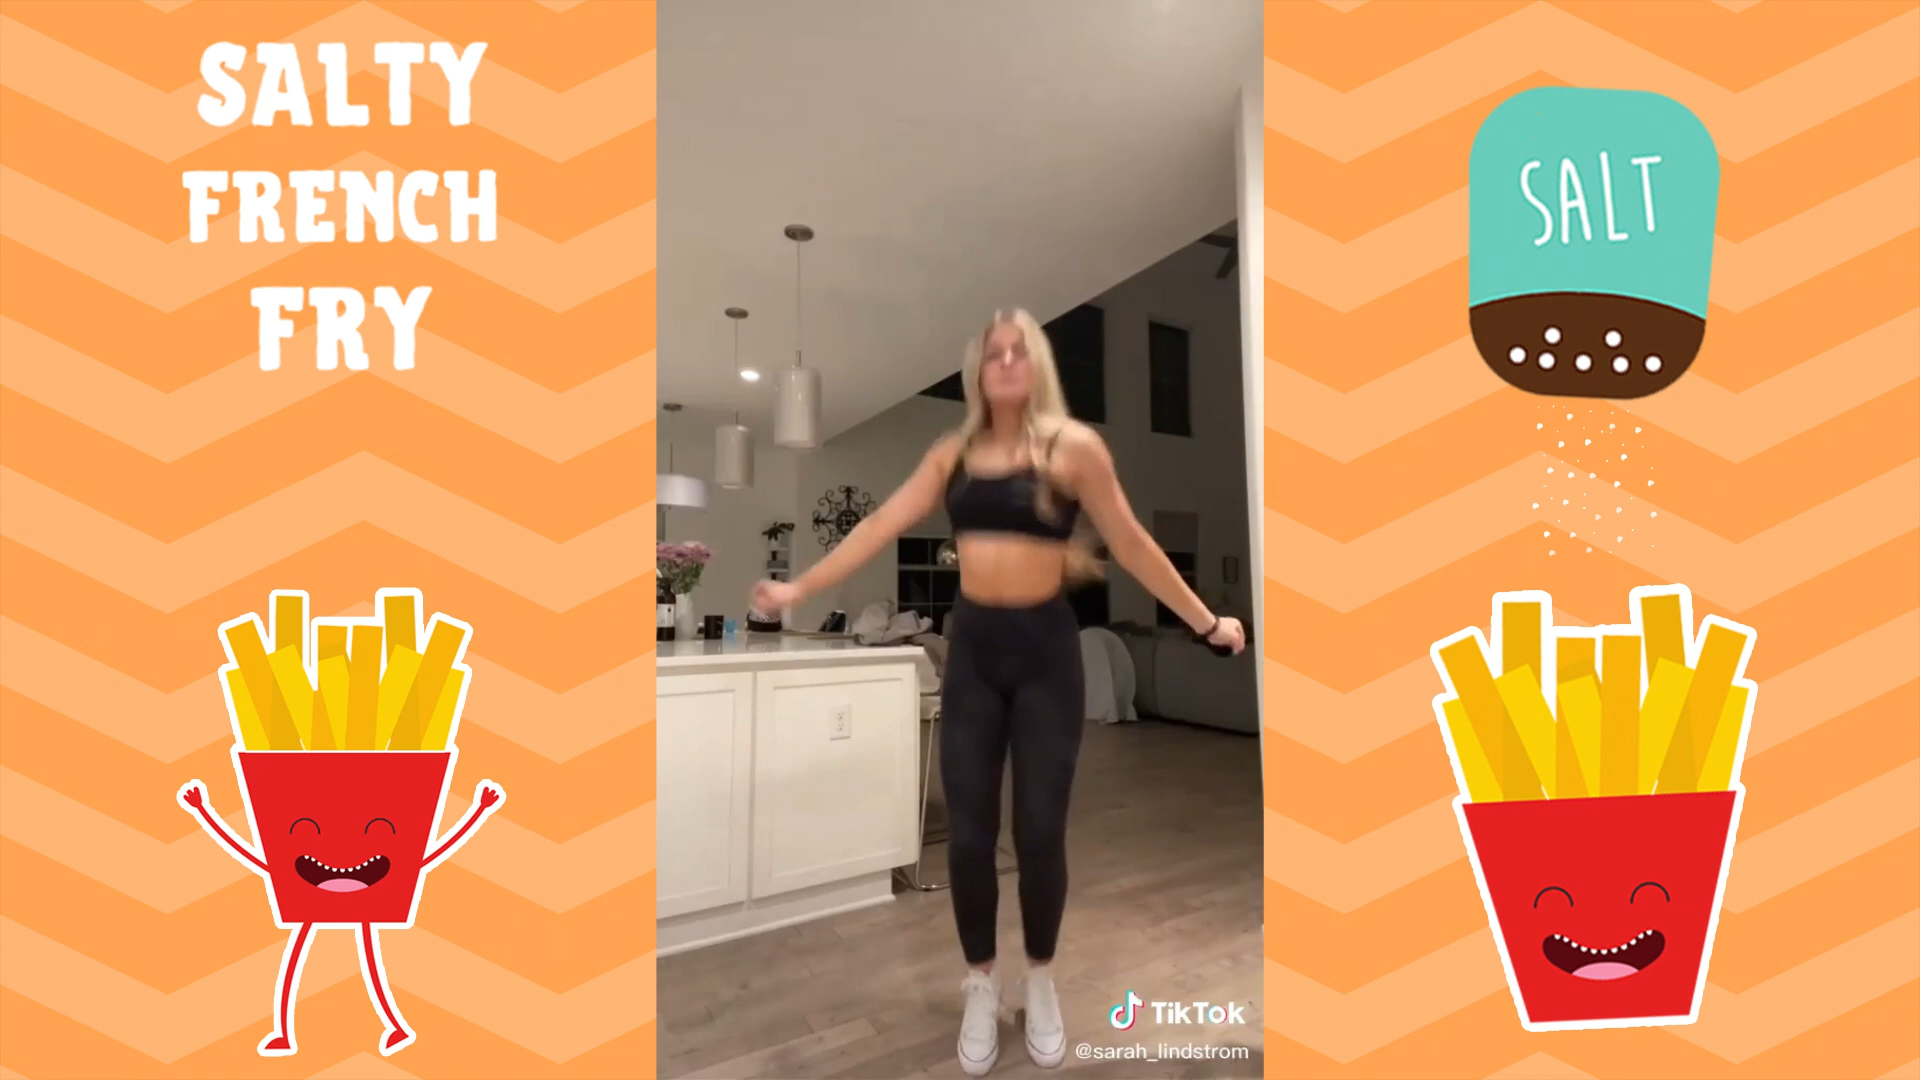 SALTY
FRENCH
FRY
SALT
TikTok
@sarah_lindstrom